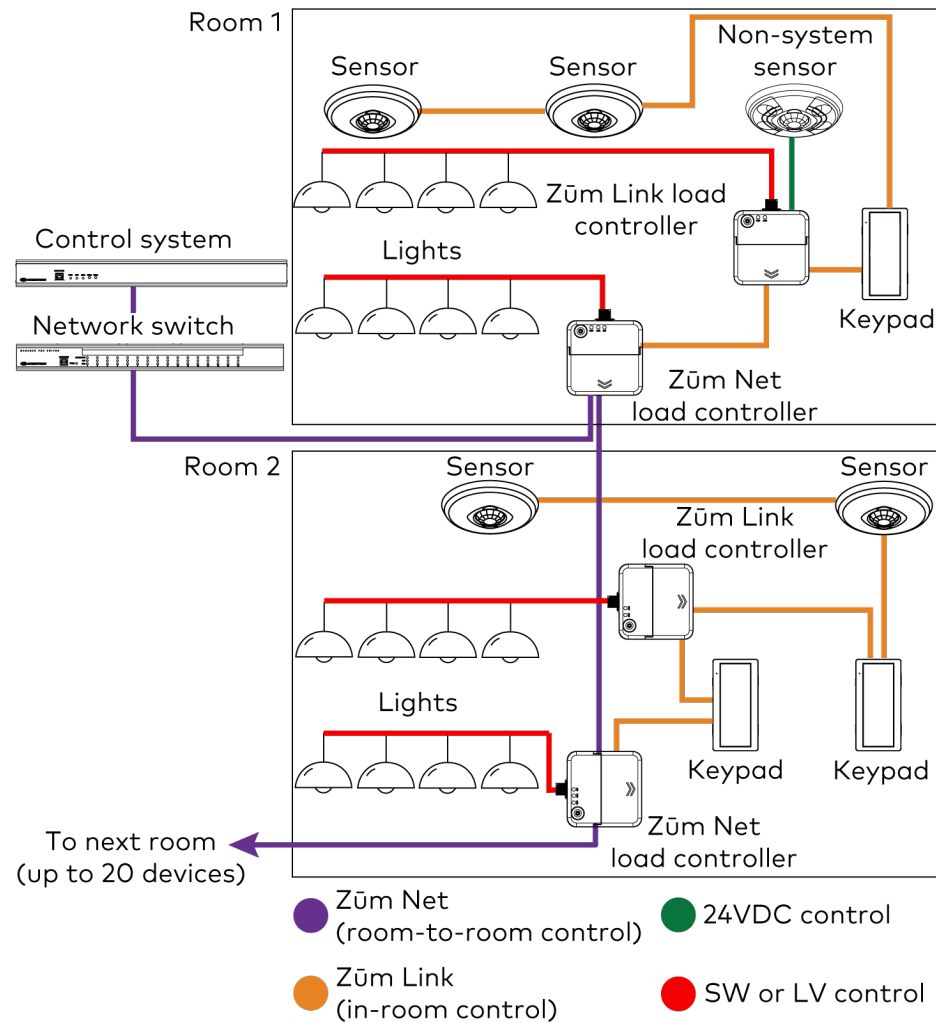 Room 1
Sensor
Sensor
Non-system
sensor
Zūm Link load
controller
Control system
Lights
Network switch
Keypad
Zūm Net
load controller
Room 2
Sensor
Sensor
Zūm Link
load controller
Lights
Keypad
Keypad
To next room
(up to 20 devices)
Zūm Net
load controller
Zūm Net
(room-to-room control)
24VDC control
Zūm Link
(in-room control)
SW or LV control